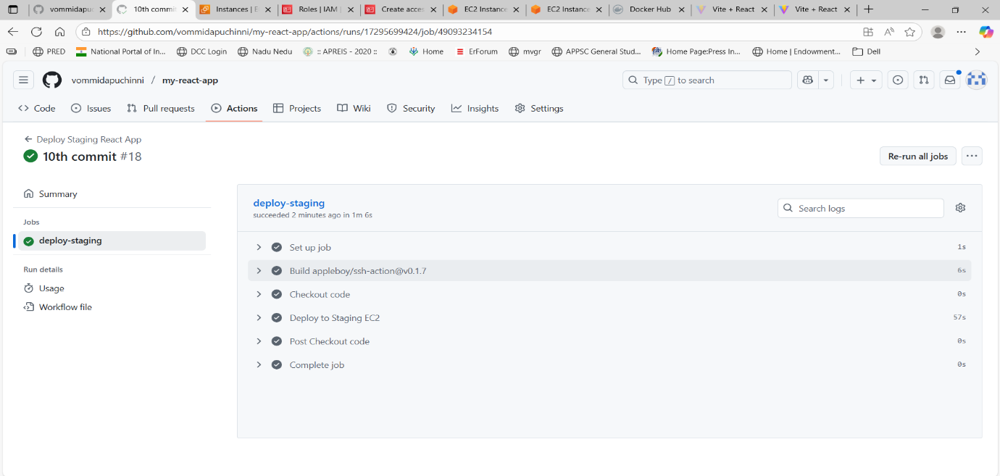 vommidapuc
10th commit
Instances | E
Roles | IAM |
Create acces
EC2 Instance
EC2 Instance
Docker Hub
Vite + React
Vite + React
https://github.com/vommidapuchinni/my-react-app/actions/runs/17295699424/job/49093234154
PRED
National Portal of In...
DCC Login
Nadu Nedu
:: APREIS - 2020 ::
Home
ErForum
mvgr
APPSC General Stud...
Home Page:Press In...
Home | Endowment...
Dell
vommidapuchinni / my-react-app
Type / to search
Code
Issues
Pull requests
Actions
Projects
Wiki
Security
Insights
Settings
Deploy Staging React App
10th commit #18
Re-run all jobs
Summary
Jobs
deploy-staging
Run details
Usage
Workflow file
deploy-staging
succeeded 2 minutes ago in 1m 6s
Search logs
Set up job 1s
Build appleboy/ssh-action@v0.1.7 6s
Checkout code 0s
Deploy to Staging EC2 57s
Post Checkout code 0s
Complete job 0s